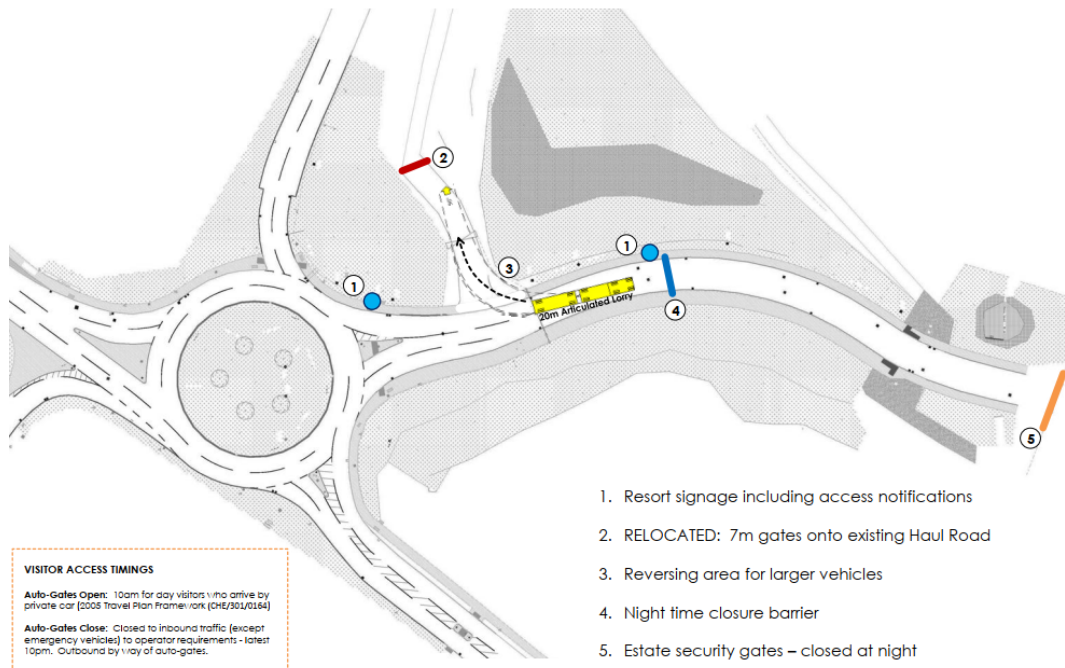 2
1
3
1
20m Articulated Lorry
4
5
1. Resort signage including access notifications
2. RELOCATED: 7m gates onto existing Haul Road
3. Reversing area for larger vehicles
4. Night time closure barrier
5. Estate security gates – closed at night
VISITOR ACCESS TIMINGS
Auto-Gates Open: 10am for day visitors who arrive by
private car (2005 Travel Plan Framework (CHE/301/0164)
Auto-Gates Close: Closed to inbound traffic (except
emergency vehicles) to operator requirements - latest
10pm. Outbound by way of auto-gates.